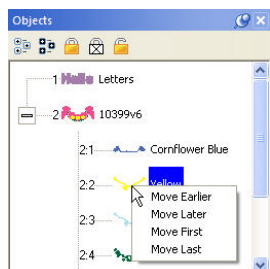 Objects
1 Hello Letters
2 10399v6
2:1 Cornflower Blue
2:2 Yellow
Move Earlier
Move Later
2:3
Move First
Move Last
2:4